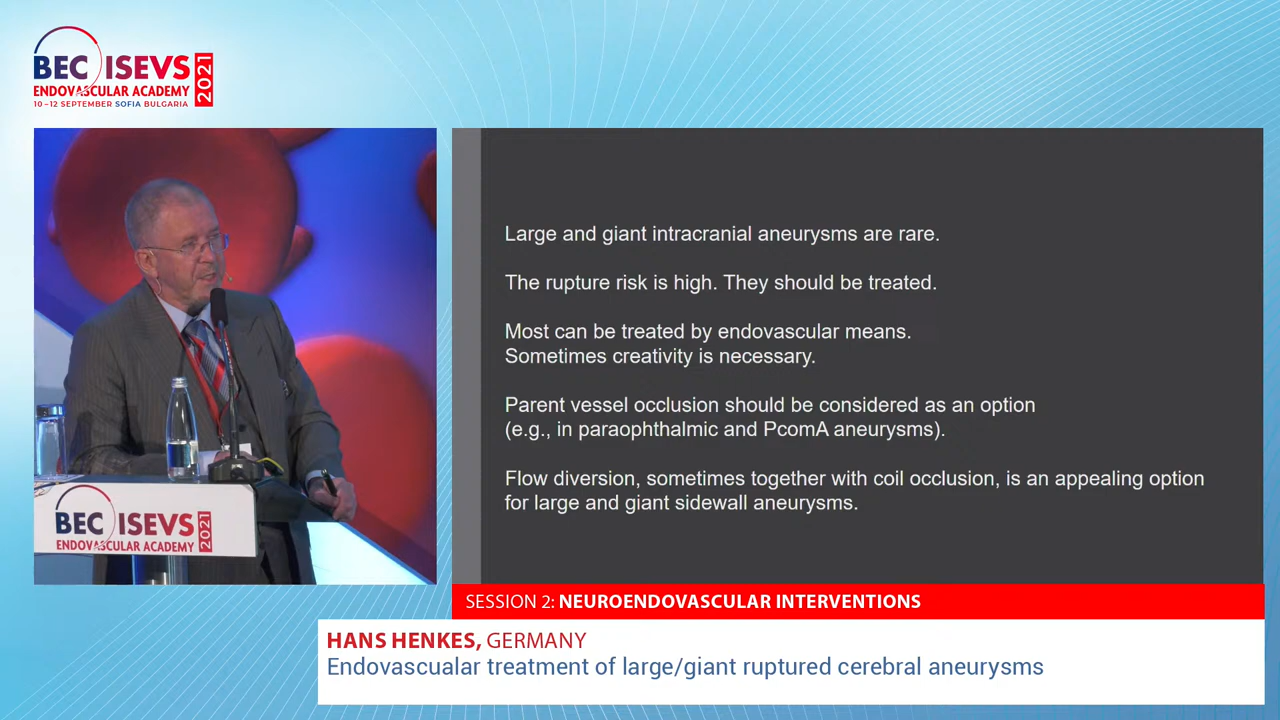 BEC ISEVS
2021
ENDOVASCULAR ACADEMY
10–12 SEPTEMBER SOFIA BULGARIA
Large and giant intracranial aneurysms are rare.
The rupture risk is high. They should be treated.
Most can be treated by endovascular means.
Sometimes creativity is necessary.
Parent vessel occlusion should be considered as an option
(e.g., in paraophthalmic and PcomA aneurysms).
Flow diversion, sometimes together with coil occlusion, is an appealing option
for large and giant sidewall aneurysms.
BEC ISEVS
2021
ENDOVASCULAR ACADEMY
SESSION 2: NEUROENDOVASCULAR INTERVENTIONS
HANS HENKES, GERMANY
Endovascualar treatment of large/giant ruptured cerebral aneurysms